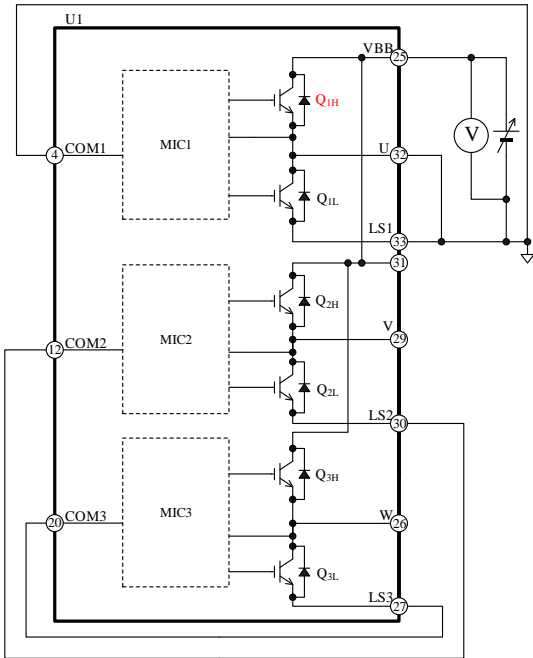 U1
VBB
25
Q1H
V
COM1
4
MIC1
U
32
Q1L
LS1
33
31
Q2H
V
29
COM2
12
MIC2
Q2L
LS2
30
Q3H
COM3
20
MIC3
W
26
Q3L
LS3
27